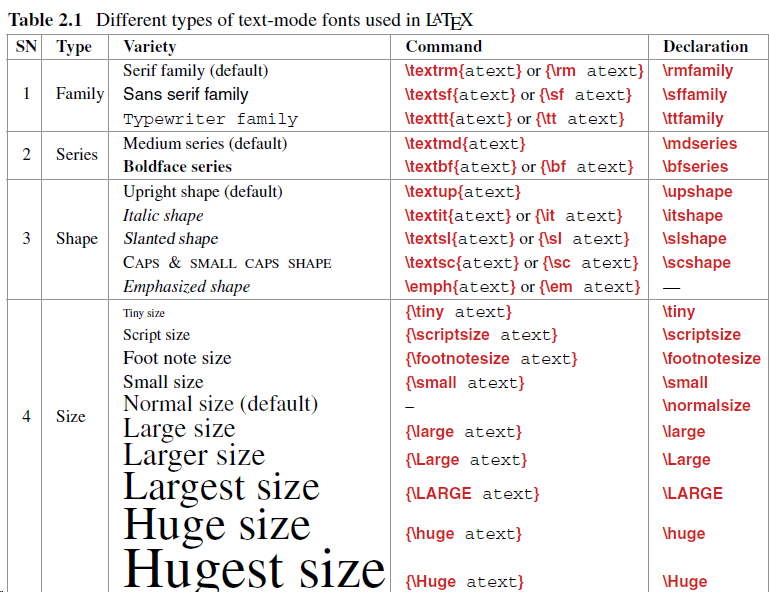 Table 2.1 Different types of text-mode fonts used in LATEX
SN Type Variety Command Declaration
Serif family (default) \textrm{atext} or {\rm atext} \rmfamily
1 Family Sans serif family \textsf{atext} or {\sf atext} \sffamily
Typewriter family \texttt{atext} or {\tt atext} \ttfamily
Medium series (default) \textmd{atext} \mdseries
2 Series
Boldface series \textbf{atext} or {\bf atext} \bfseries
Upright shape (default) \textup{atext} \upshape
Italic shape \textit{atext} or {\it atext} \itshape
3 Shape Slanted shape \textsl{atext} or {\sl atext} \slshape
CAPS & SMALL CAPS SHAPE \textsc{atext} or {\sc atext} \scshape
Emphasized shape \emph{atext} or {\em atext} —
Tiny size {\tiny atext} \tiny
Script size {\scriptsize atext} \scriptsize
Foot note size {\footnotesize atext} \footnotesize
Small size {\small atext} \small
Normal size (default) – \normalsize
4 Size
Large size {\large atext} \large
Larger size {\Large atext} \Large
Largest size {\LARGE atext} \LARGE
Huge size {\huge atext} \huge
Hugest size {\Huge atext} \Huge